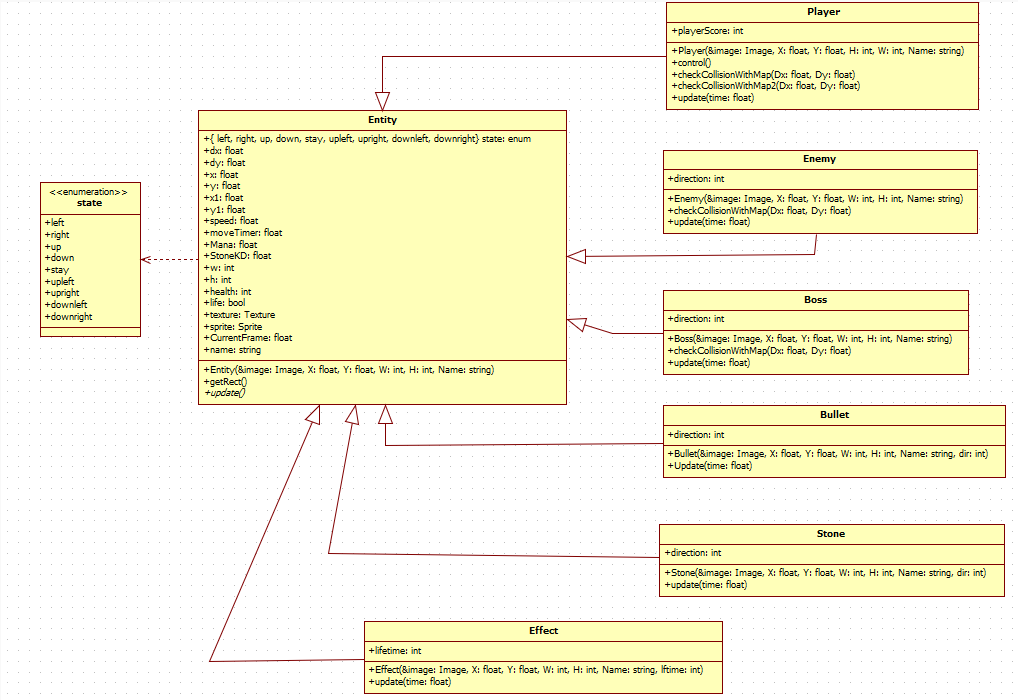 Player
+playerScore: int
+Player(&image: Image, X: float, Y: float, H: int, W: int, Name: string)
+control()
+checkCollisionWithMap(Dx: float, Dy: float)
+checkCollisionWithMap2(Dx: float, Dy: float)
+update(time: float)
Entity
+{ left, right, up, down, stay, upleft, upright, downleft, downright} state: enum
+dx: float
+dy: float
+x: float
+y: float
+x1: float
+y1: float
+speed: float
+moveTimer: float
+Mana: float
+StoneKD: float
+w: int
+h: int
+health: int
+life: bool
+texture: Texture
+sprite: Sprite
+CurrentFrame: float
+name: string
+Entity(&image: Image, X: float, Y: float, W: int, H: int, Name: string)
+getRect()
+update()
<<enumeration>>
state
+left
+right
+up
+down
+stay
+upleft
+upright
+downleft
+downright
Enemy
+direction: int
+Enemy(&image: Image, X: float, Y: float, W: int, H: int, Name: string)
+checkCollisionWithMap(Dx: float, Dy: float)
+update(time: float)
Boss
+direction: int
+Boss(&image: Image, X: float, Y: float, W: int, H: int, Name: string)
+checkCollisionWithMap(Dx: float, Dy: float)
+update(time: float)
Bullet
+direction: int
+Bullet(&image: Image, X: float, Y: float, W: int, H: int, Name: string, dir: int)
+Update(time: float)
Stone
+direction: int
+Stone(&image: Image, X: float, Y: float, W: int, H: int, Name: string, dir: int)
+update(time: float)
Effect
+lifetime: int
+Effect(&image: Image, X: float, Y: float, W: int, H: int, Name: string, lftime: int)
+update(time: float)